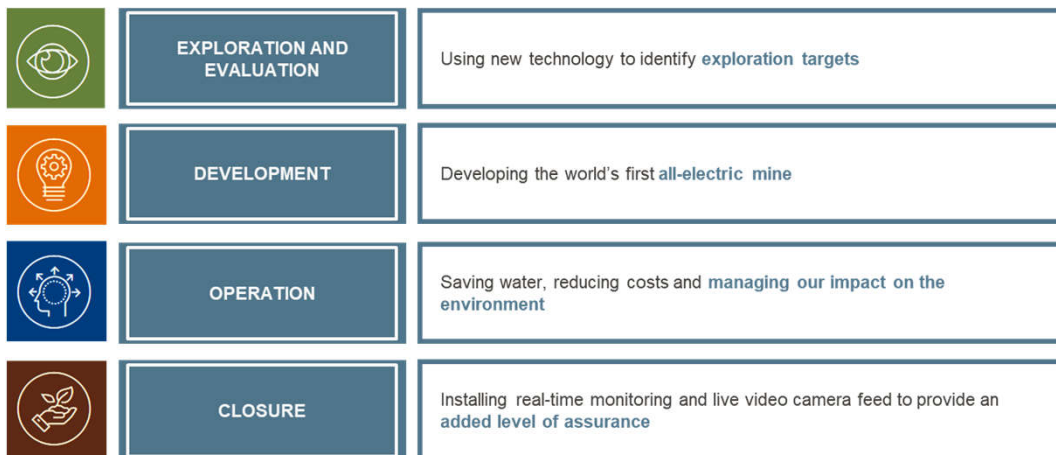 EXPLORATION AND
EVALUATION
Using new technology to identify exploration targets
DEVELOPMENT
Developing the world’s first all-electric mine
OPERATION
Saving water, reducing costs and managing our impact on the
environment
CLOSURE
Installing real-time monitoring and live video camera feed to provide an
added level of assurance